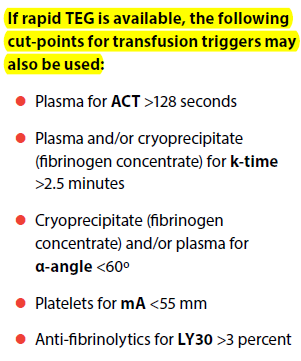 If rapid TEG is available, the following
cut-points for transfusion triggers may
also be used:
● Plasma for ACT >128 seconds
● Plasma and/or cryoprecipitate
(fibrinogen concentrate) for k-time
>2.5 minutes
● Cryoprecipitate (fibrinogen
concentrate) and/or plasma for
α-angle <60º
● Platelets for mA <55 mm
● Anti-fibrinolytics for LY30 >3 percent